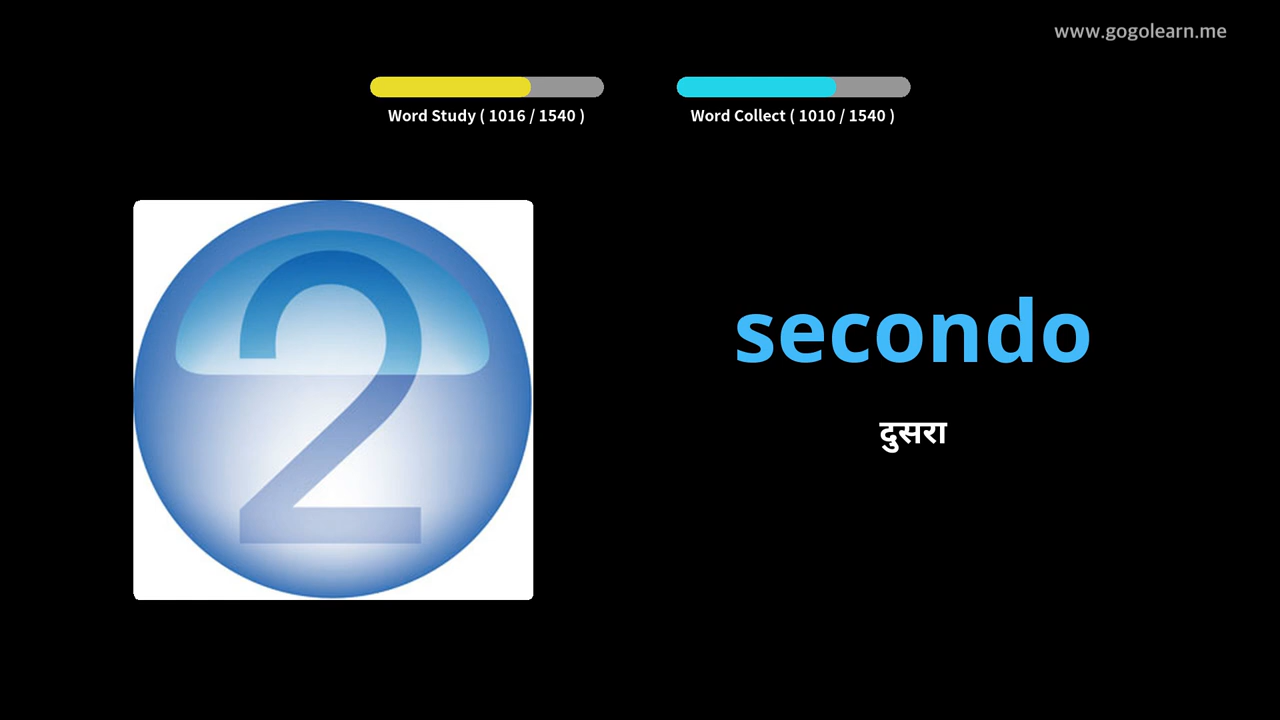 www.gogolearn.me
Word Study ( 1016 / 1540 )
Word Collect ( 1010 / 1540 )
2
secondo
दुसरा